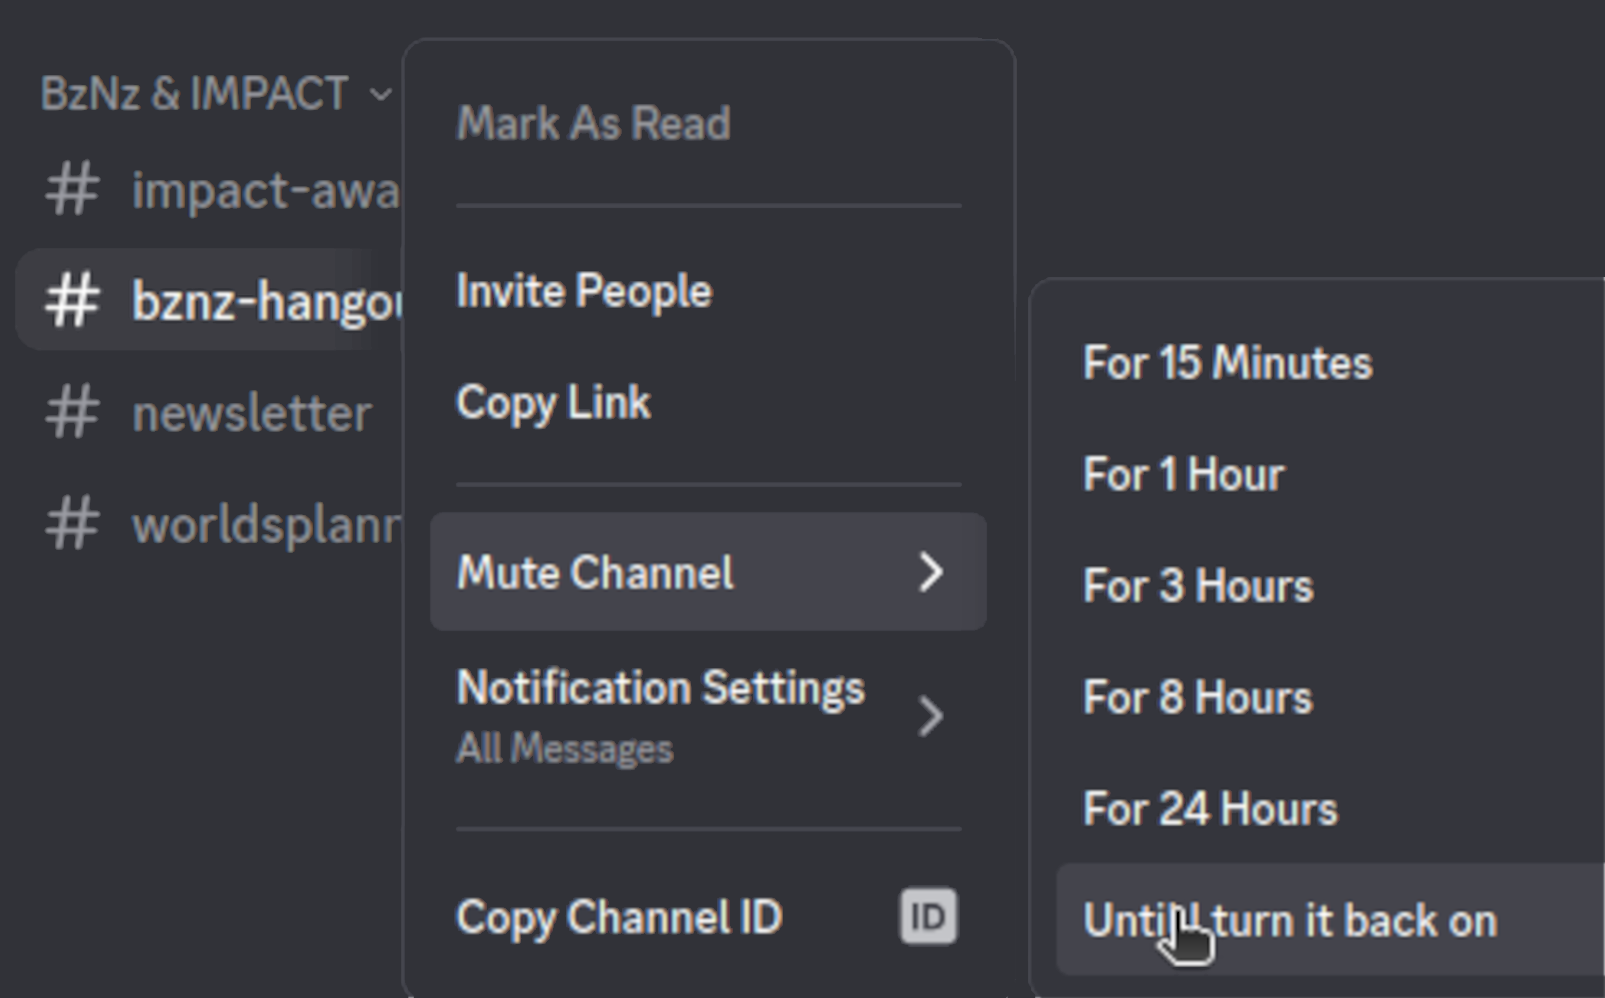 BzNz & IMPACT
# impact-awa
# bznz-hangou
# newsletter
# worldsplann
Mark As Read
Invite People
Copy Link
Mute Channel
Notification Settings
All Messages
Copy Channel ID
ID
For 15 Minutes
For 1 Hour
For 3 Hours
For 8 Hours
For 24 Hours
Until I turn it back on